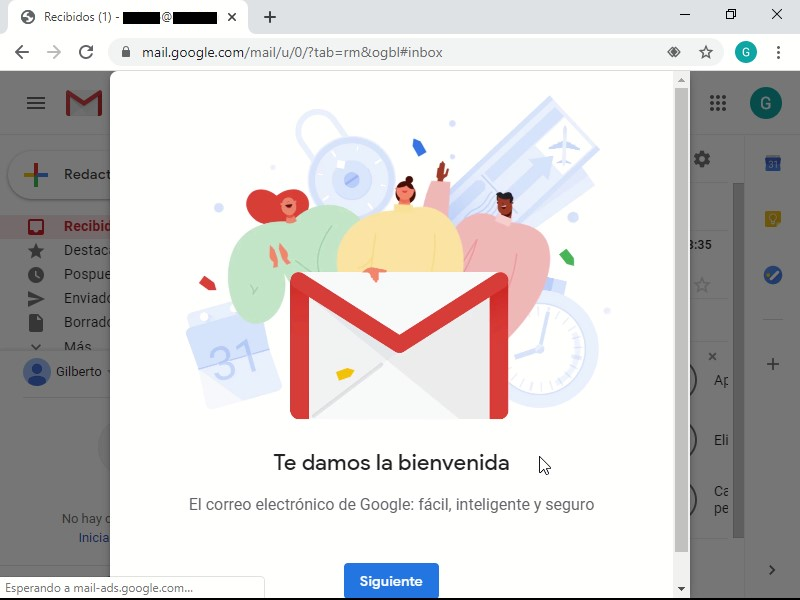 Recibidos (1) - @
mail.google.com/mail/u/0/?tab=rm&ogbl#inbox
G
G
Redact
31
Recibid
Destaca
3:35
Pospue
Enviado
Borrado
Más
31
Gilberto
Ap
Eli
Te damos la bienvenida
Ca
pe
El correo electrónico de Google: fácil, inteligente y seguro
No hay c
Inicia
Siguiente
Esperando a mail-ads.google.com...